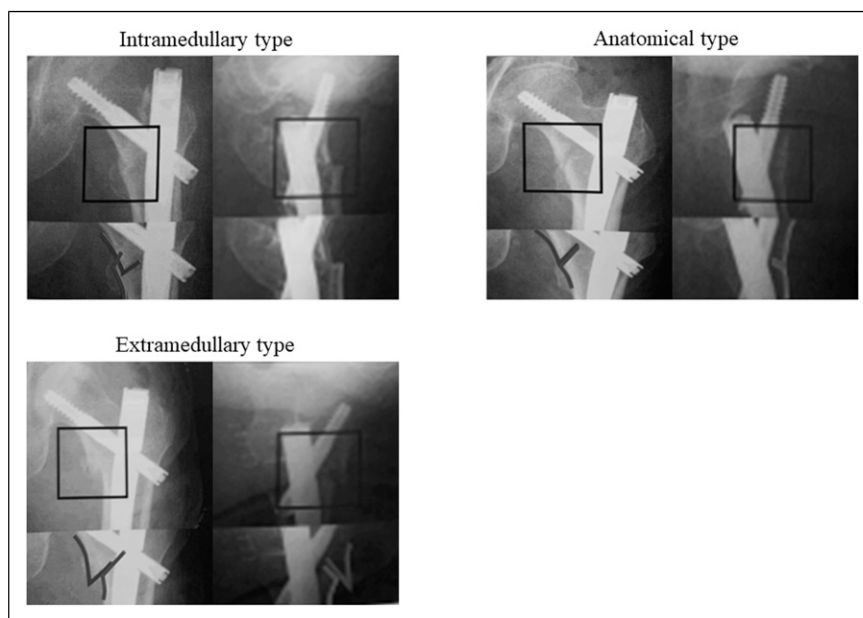 Intramedullary type
Anatomical type
Extramedullary type